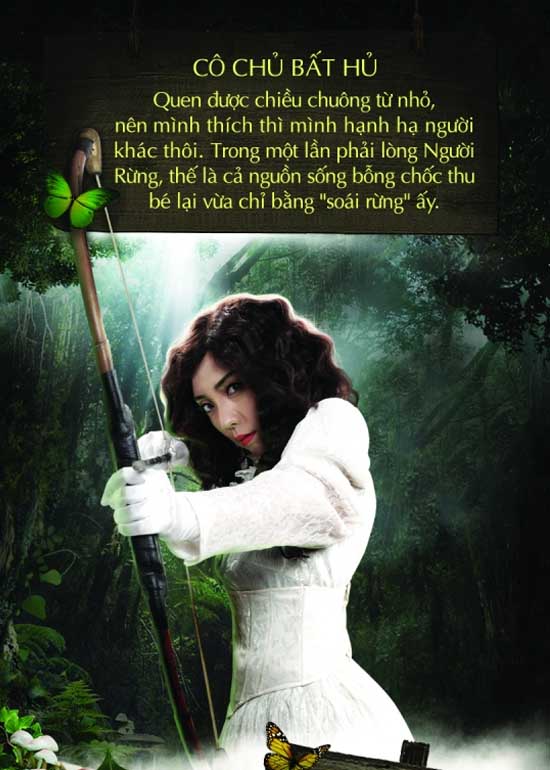 CÔ CHỦ BẤT HỦ
Quen được chiều chuông từ nhỏ,
nên mình thích thì mình hạnh hạ người
khác thôi. Trong một lần phải lòng Người
Rừng, thế là cả nguồn sống bỗng chốc thu
bé lại vừa chỉ bằng "soái rừng" ấy.